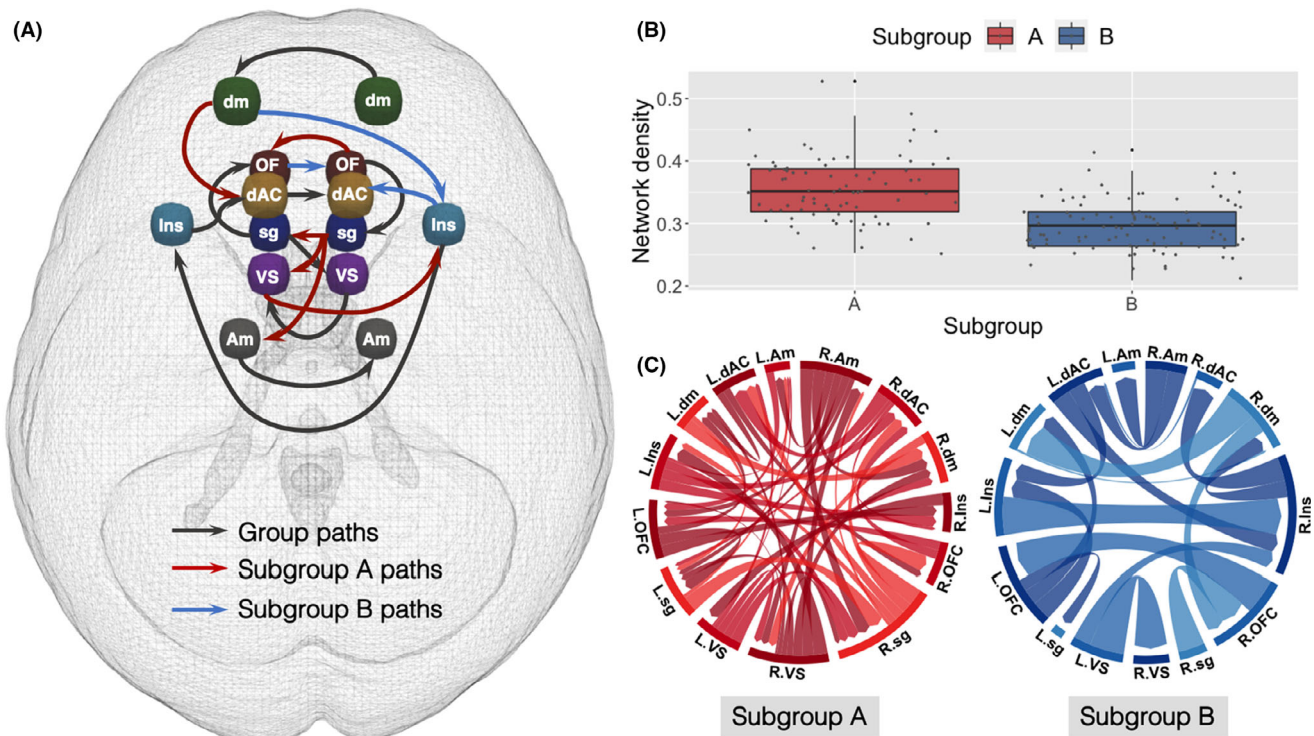 (A)
dm
dm
OF
OF
dAC
dAC
Ins
Ins
sg
sg
VS
VS
Am
Am
Group paths
Subgroup A paths
Subgroup B paths
(B)
Subgroup A B
Network density
0.5
0.4
0.3
0.2
A
B
Subgroup
(C)
L.Am
R.Am
R.dAC
R.dm
R.Ins
R.OFC
R.sg
R.VS
L.VS
L.sg
L.OFC
L.Ins
L.dm
L.dAC
Subgroup A
L.Am
R.Am
R.dAC
R.dm
R.Ins
R.OFC
R.sg
R.VS
L.VS
L.sg
L.OFC
L.Ins
L.dm
L.dAC
Subgroup B